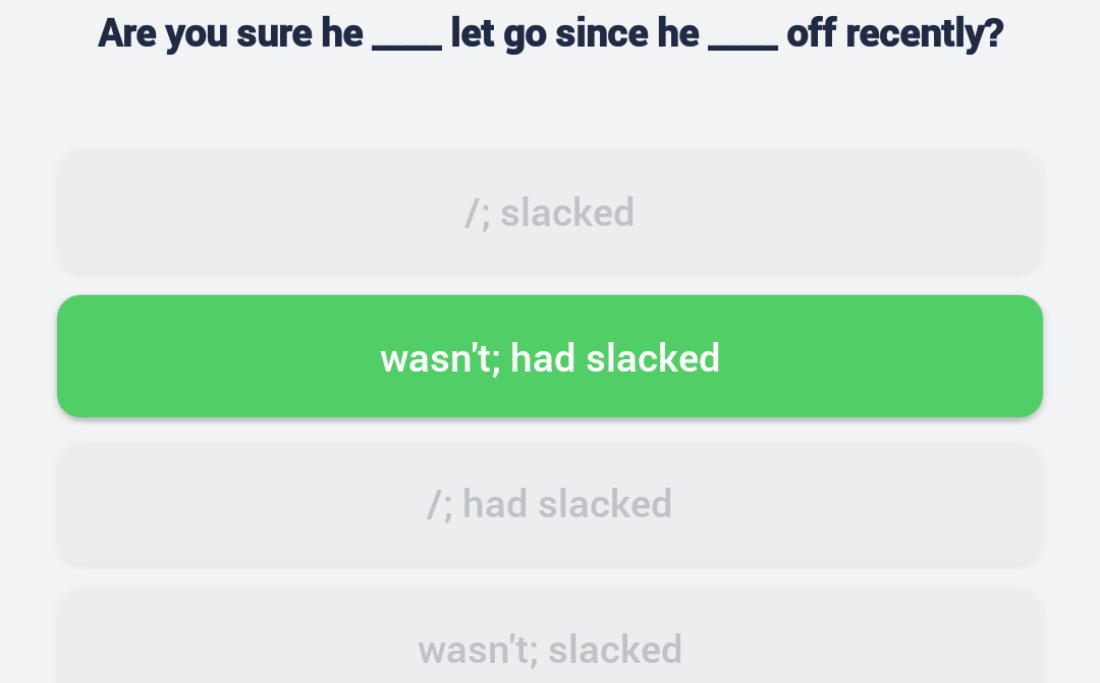 Are you sure he ____ let go since he ____ off recently?
/; slacked
wasn't; had slacked
/; had slacked
wasn't; slacked